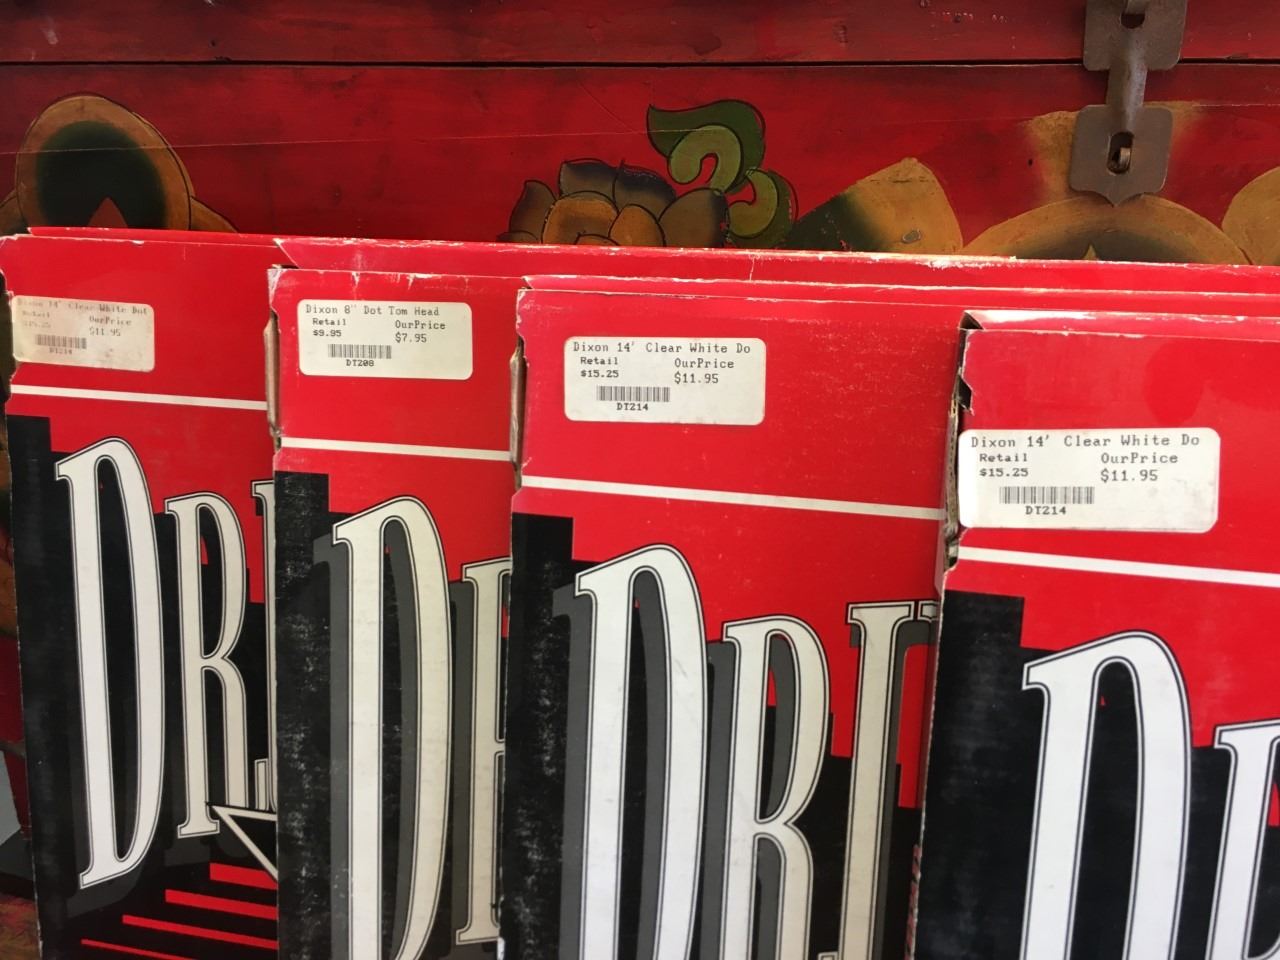 Dixon 14' Clear White Dot
Retail OurPrice
$15.25 $11.95
DT214
Dixon 8" Dot Tom Head
Retail OurPrice
$9.95 $7.95
DT208
Dixon 14' Clear White Do
Retail OurPrice
$15.25 $11.95
DT214
Dixon 14' Clear White Do
Retail OurPrice
$15.25 $11.95
DT214